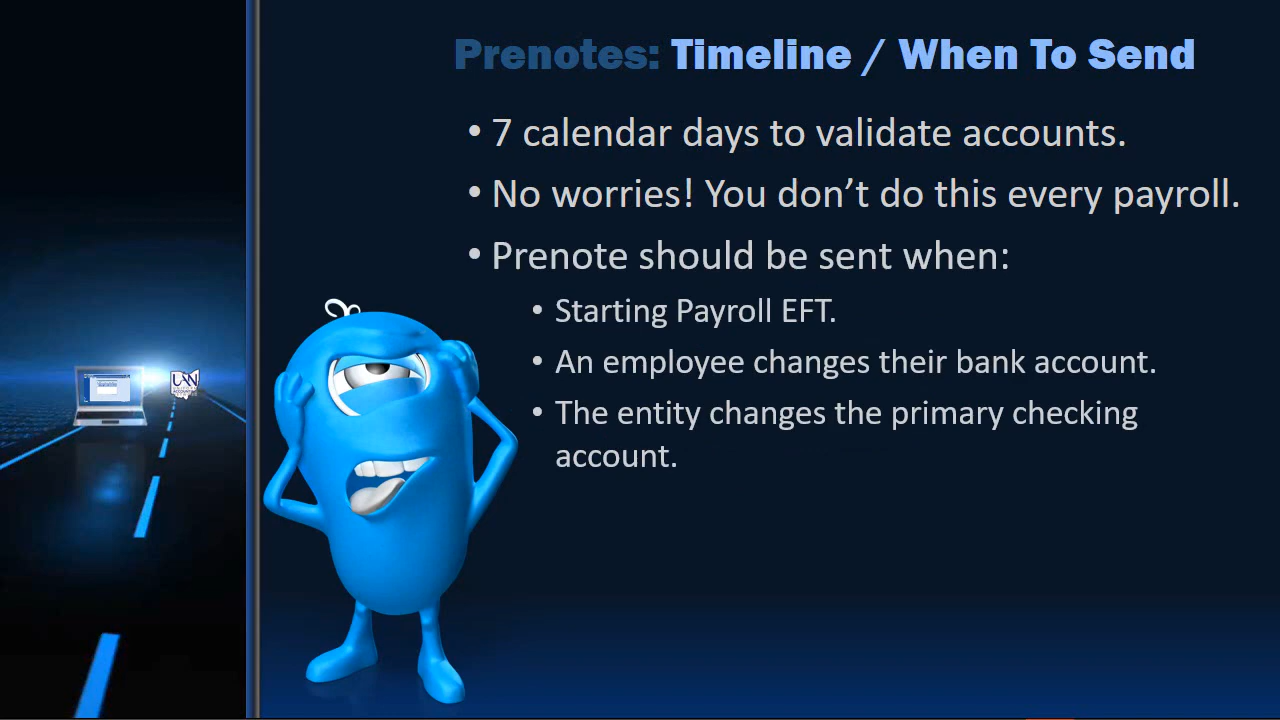 Prenotes: Timeline / When To Send
• 7 calendar days to validate accounts.
• No worries! You don’t do this every payroll.
• Prenote should be sent when:
• Starting Payroll EFT.
• An employee changes their bank account.
• The entity changes the primary checking
account.
UAN